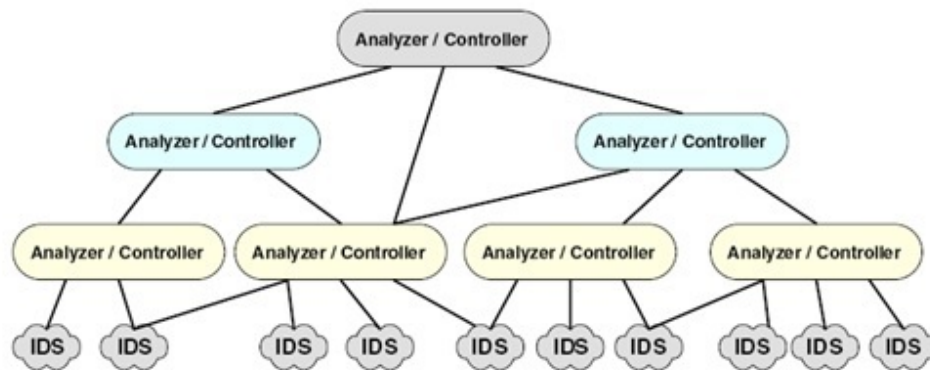 Analyzer / Controller
Analyzer / Controller
Analyzer / Controller
Analyzer / Controller
Analyzer / Controller
Analyzer / Controller
Analyzer / Controller
IDS
IDS
IDS
IDS
IDS
IDS
IDS
IDS
IDS
IDS